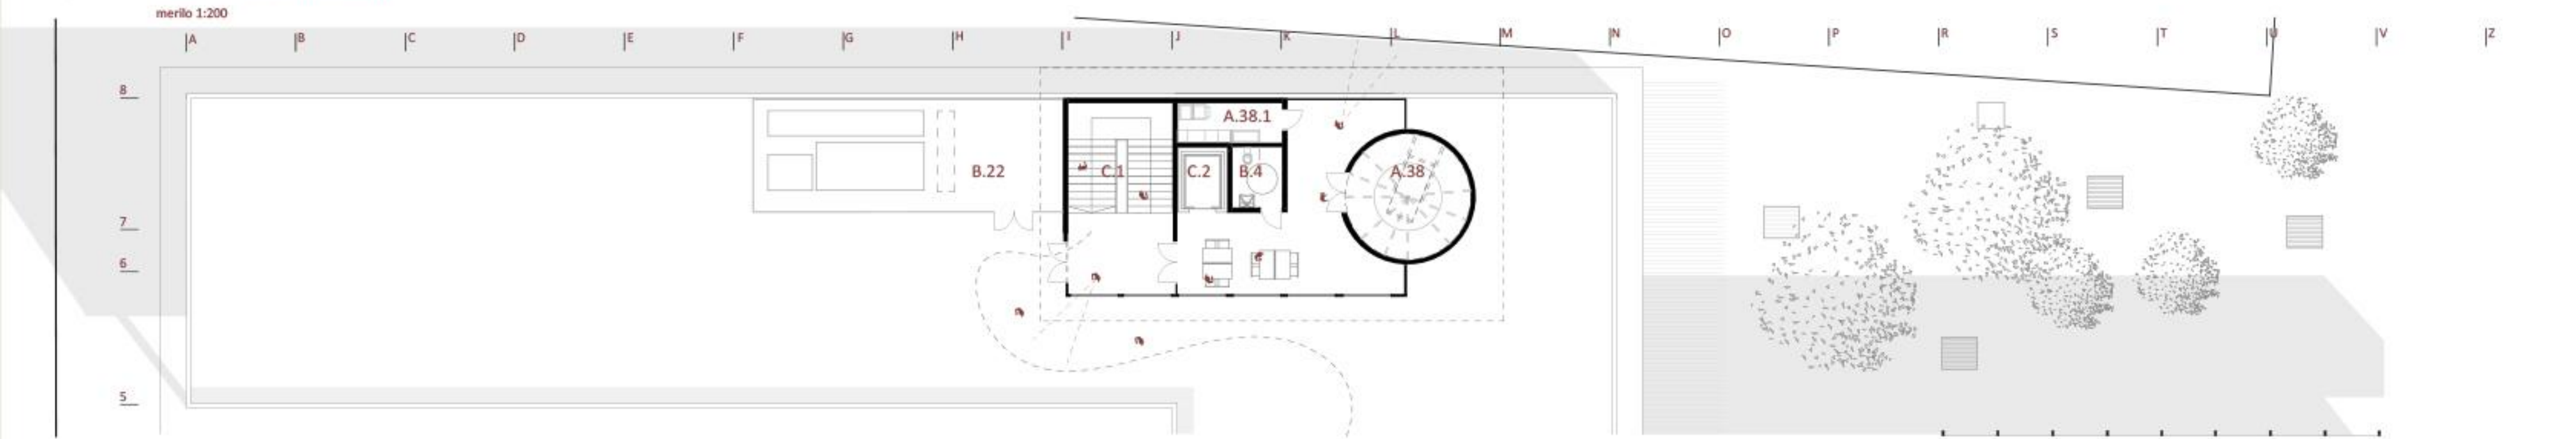 merilo 1:200
A B C D E F G H I J K L M N O P R S T U V Z
8
A.38.1
B.22 C.1 C.2 B.4 A.38
7
6
5